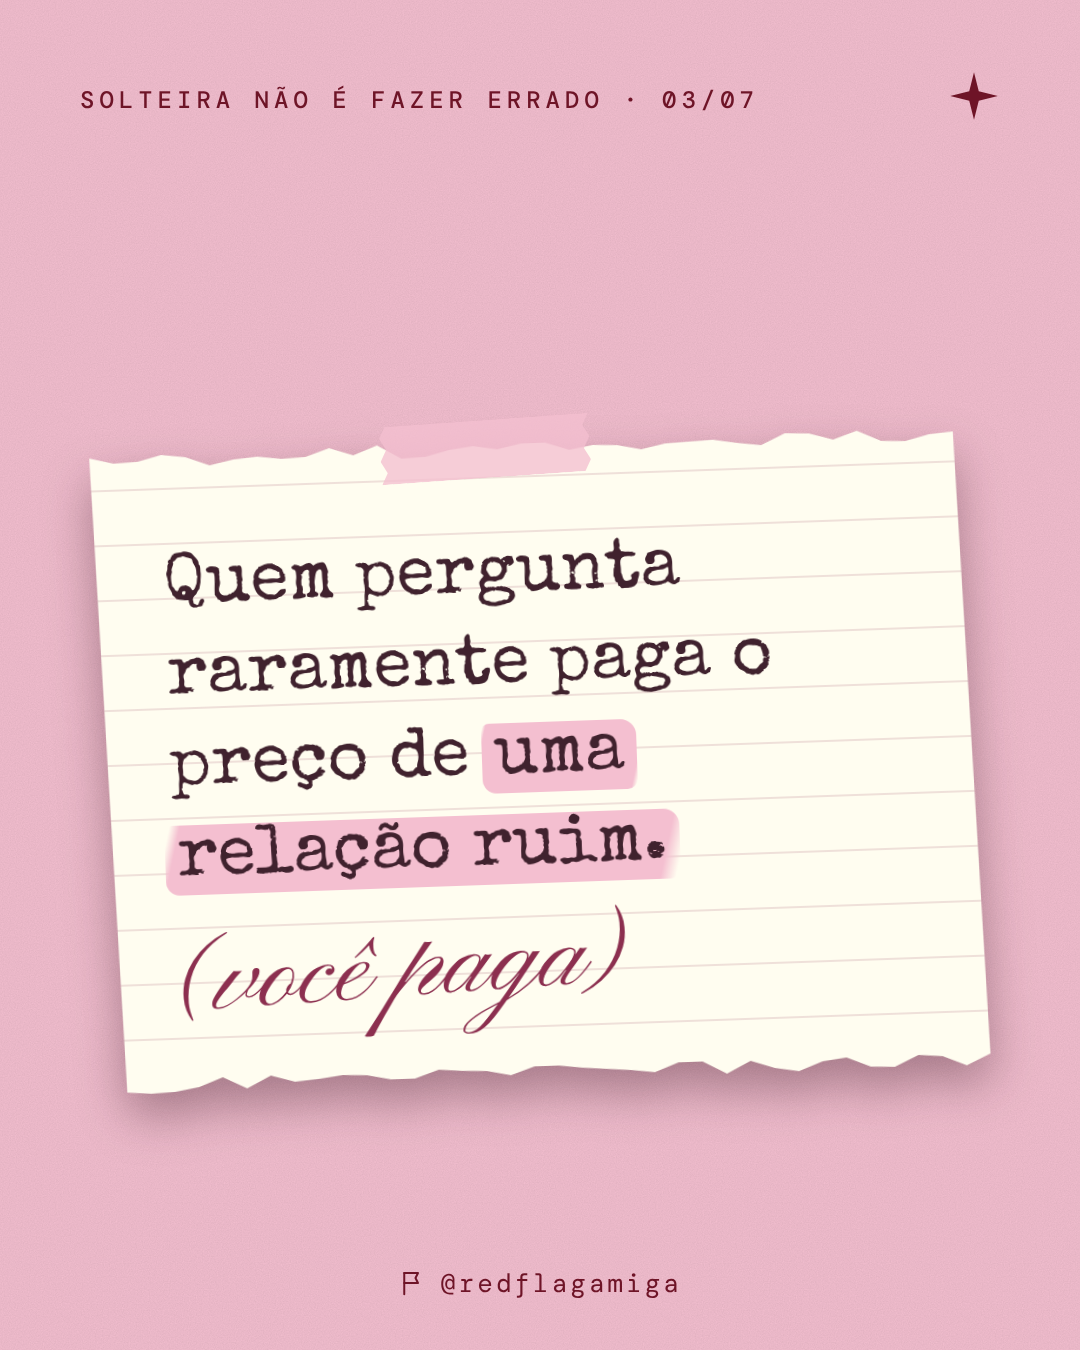 SOLTEIRA NÃO É FAZER ERRADO · 03/07
Quem pergunta
raramente paga o
preço de uma
relação ruim.
(você paga)
@redflagamiga